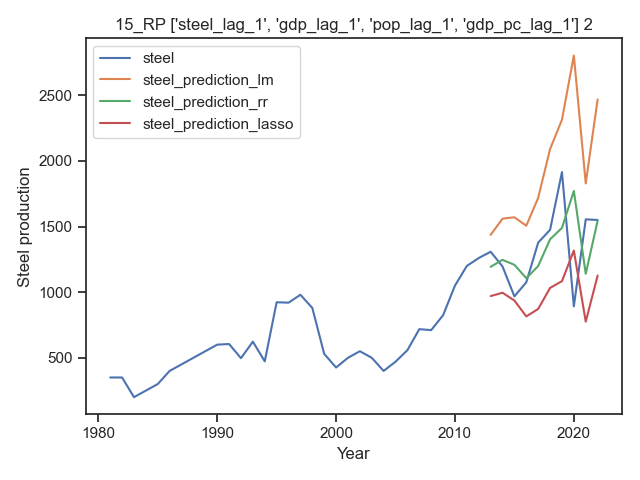 15_RP ['steel_lag_1', 'gdp_lag_1', 'pop_lag_1', 'gdp_pc_lag_1'] 2
steel
steel_prediction_lm
steel_prediction_rr
steel_prediction_lasso
Steel production
2500
2000
1500
1000
500
1980
1990
2000
2010
2020
Year